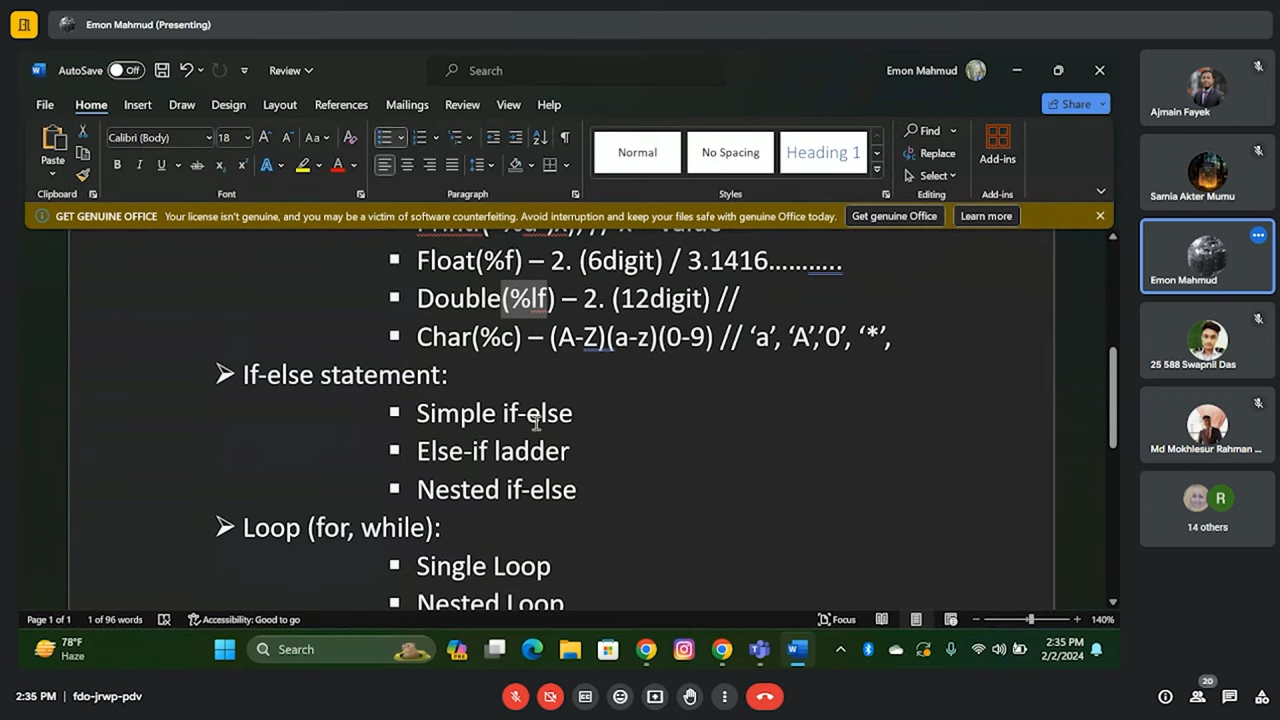 Emon Mahmud (Presenting)
AutoSave Off Review Search Emon Mahmud
File Home Insert Draw Design Layout References Mailings Review View Help Share
Paste Calibri (Body) 18 Aa Normal No Spacing Heading 1 Find Replace Select Add-ins
Clipboard Font Paragraph Styles Editing Add-ins
GET GENUINE OFFICE Your license isn't genuine, and you may be a victim of software counterfeiting. Avoid interruption and keep your files safe with genuine Office today. Get genuine Office Learn more
Float(%f) – 2. (6digit) / 3.1416………..
Double(%lf) – 2. (12digit) //
Char(%c) – (A-Z)(a-z)(0-9) // ‘a’, ‘A’,’0’, ‘*’,
If-else statement:
Simple if-else
Else-if ladder
Nested if-else
Loop (for, while):
Single Loop
Nested Loop
Page 1 of 1 1 of 96 words Accessibility: Good to go Focus 140%
78°F
Haze
Search
2:35 PM
2/2/2024
Ajmain Fayek
Samia Akter Mumu
Emon Mahmud
25 588 Swapnil Das
Md Mokhlesur Rahman ...
R
14 others
2:35 PM | fdo-jrwp-pdv
20